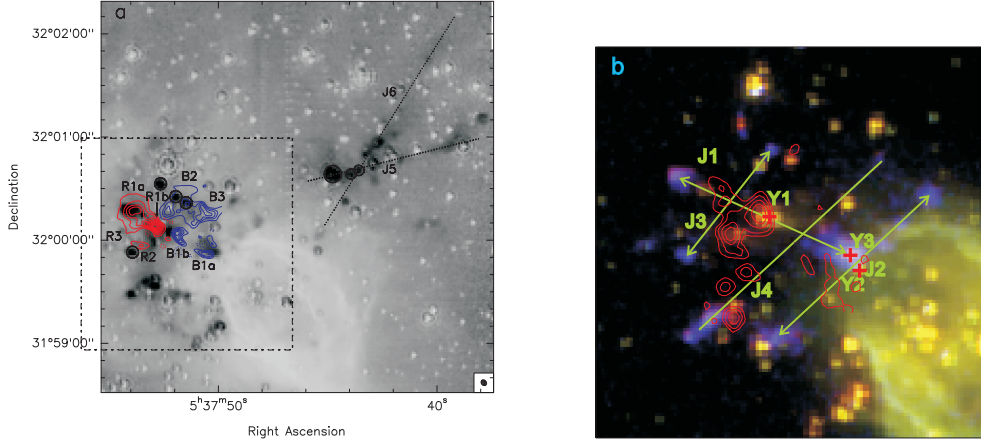 a
32°02'00"
J6
32°01'00"
J5
B2
R1a
R1b
B3
Declination
R3
32°00'00"
R2
B1b
B1a
31°59'00"
5ʰ37ᵐ50ˢ
40ˢ
Right Ascension
b
J1
Y1
J3
Y3
J2
Y2
J4